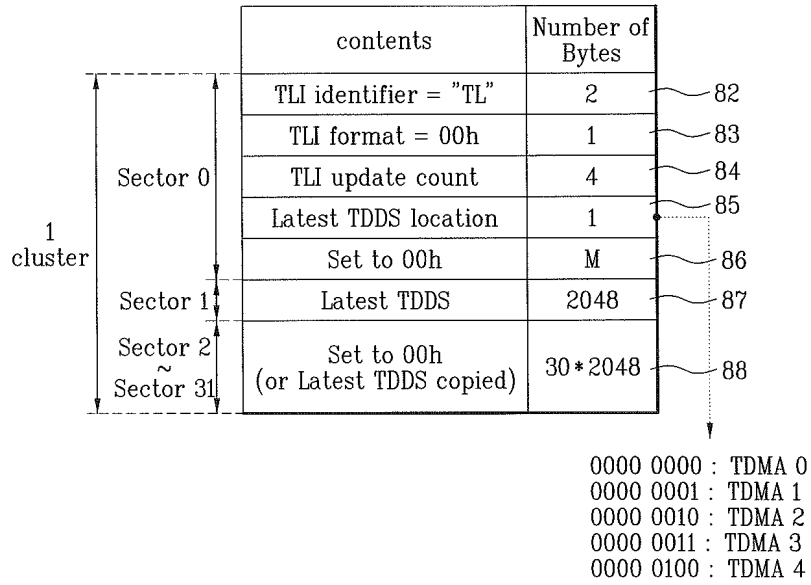 contents Number of Bytes
TLI identifier = "TL" 2 82
TLI format = 00h 1 83
Sector 0 TLI update count 4 84
85
1 cluster Latest TDDS location 1
Set to 00h M 86
Sector 1 Latest TDDS 2048 87
Sector 2 ~ Sector 31 Set to 00h (or Latest TDDS copied) 30*2048 88
0000 0000 : TDMA 0
0000 0001 : TDMA 1
0000 0010 : TDMA 2
0000 0011 : TDMA 3
0000 0100 : TDMA 4